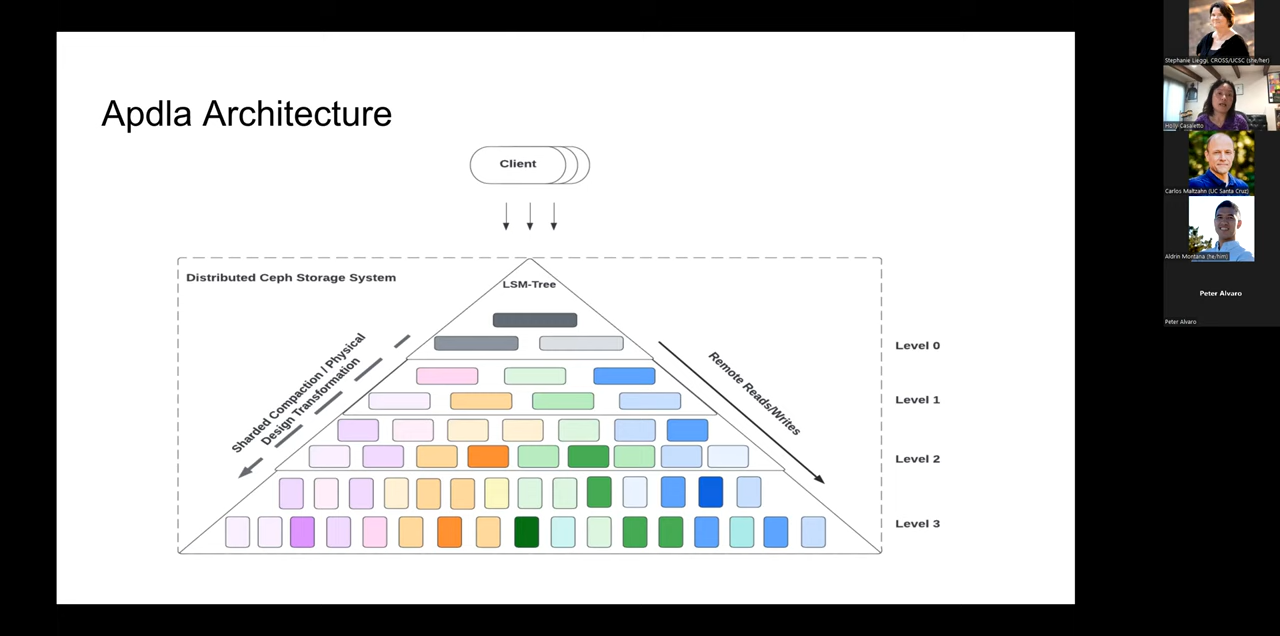 Apdla Architecture
Client
Distributed Ceph Storage System
LSM-Tree
Sharded Compaction / Physical
Design Transformation
Remote Reads/Writes
Level 0
Level 1
Level 2
Level 3
Stephanie Lieggi, CROSS/UCSC (she/her)
Holly Casaletto
Carlos Maltzahn (UC Santa Cruz)
Aldrin Montana (he/him)
Peter Alvaro
Peter Alvaro